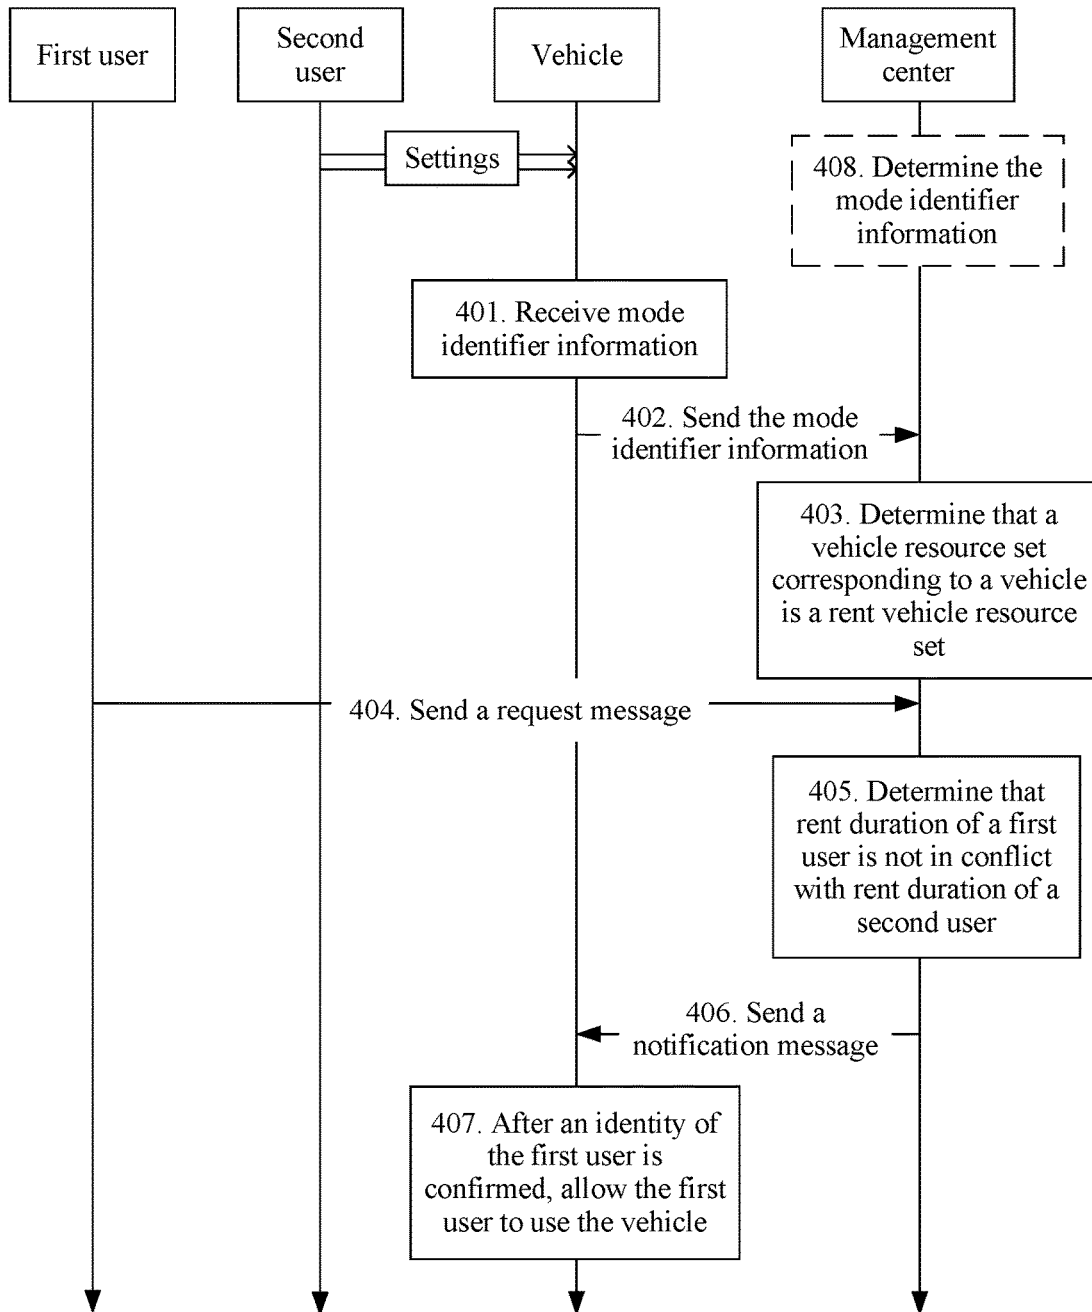 First user
Second
user
Vehicle
Management
center
Settings
408. Determine the
mode identifier
information
401. Receive mode
identifier information
402. Send the mode
identifier information
403. Determine that a
vehicle resource set
corresponding to a vehicle
is a rent vehicle resource
set
404. Send a request message
405. Determine that
rent duration of a first
user is not in conflict
with rent duration of a
second user
406. Send a
notification message
407. After an identity of
the first user is
confirmed, allow the first
user to use the vehicle